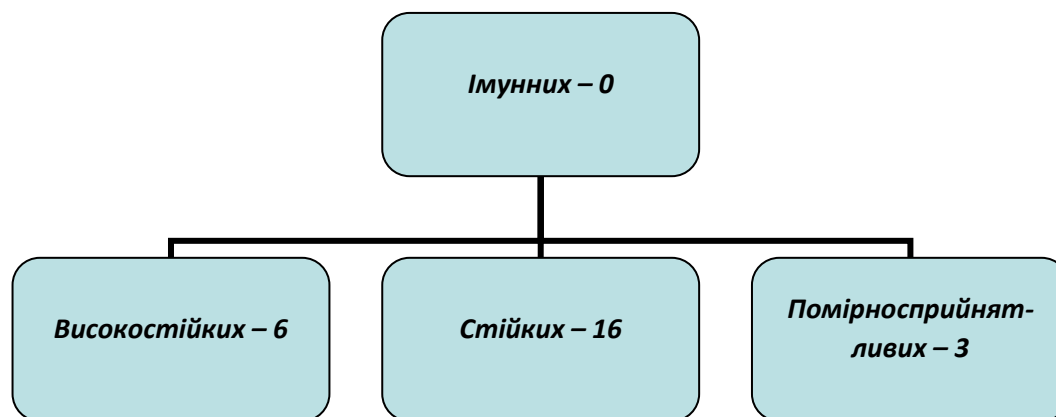 Імунних – 0
Високостійких – 6
Стійких – 16
Помірносприйнят-
ливих – 3